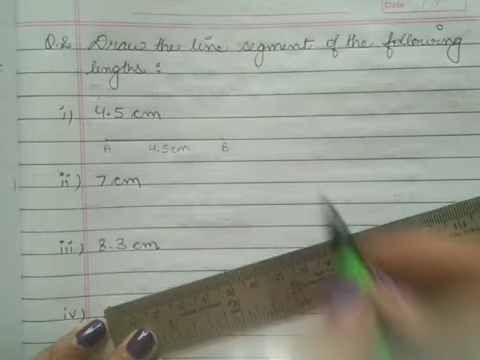 Date :
Q.2 Draw the line segment of the following
lengths :
i) 4.5 cm
A 4.5cm B
ii) 7 cm
iii) 8.3 cm
iv)